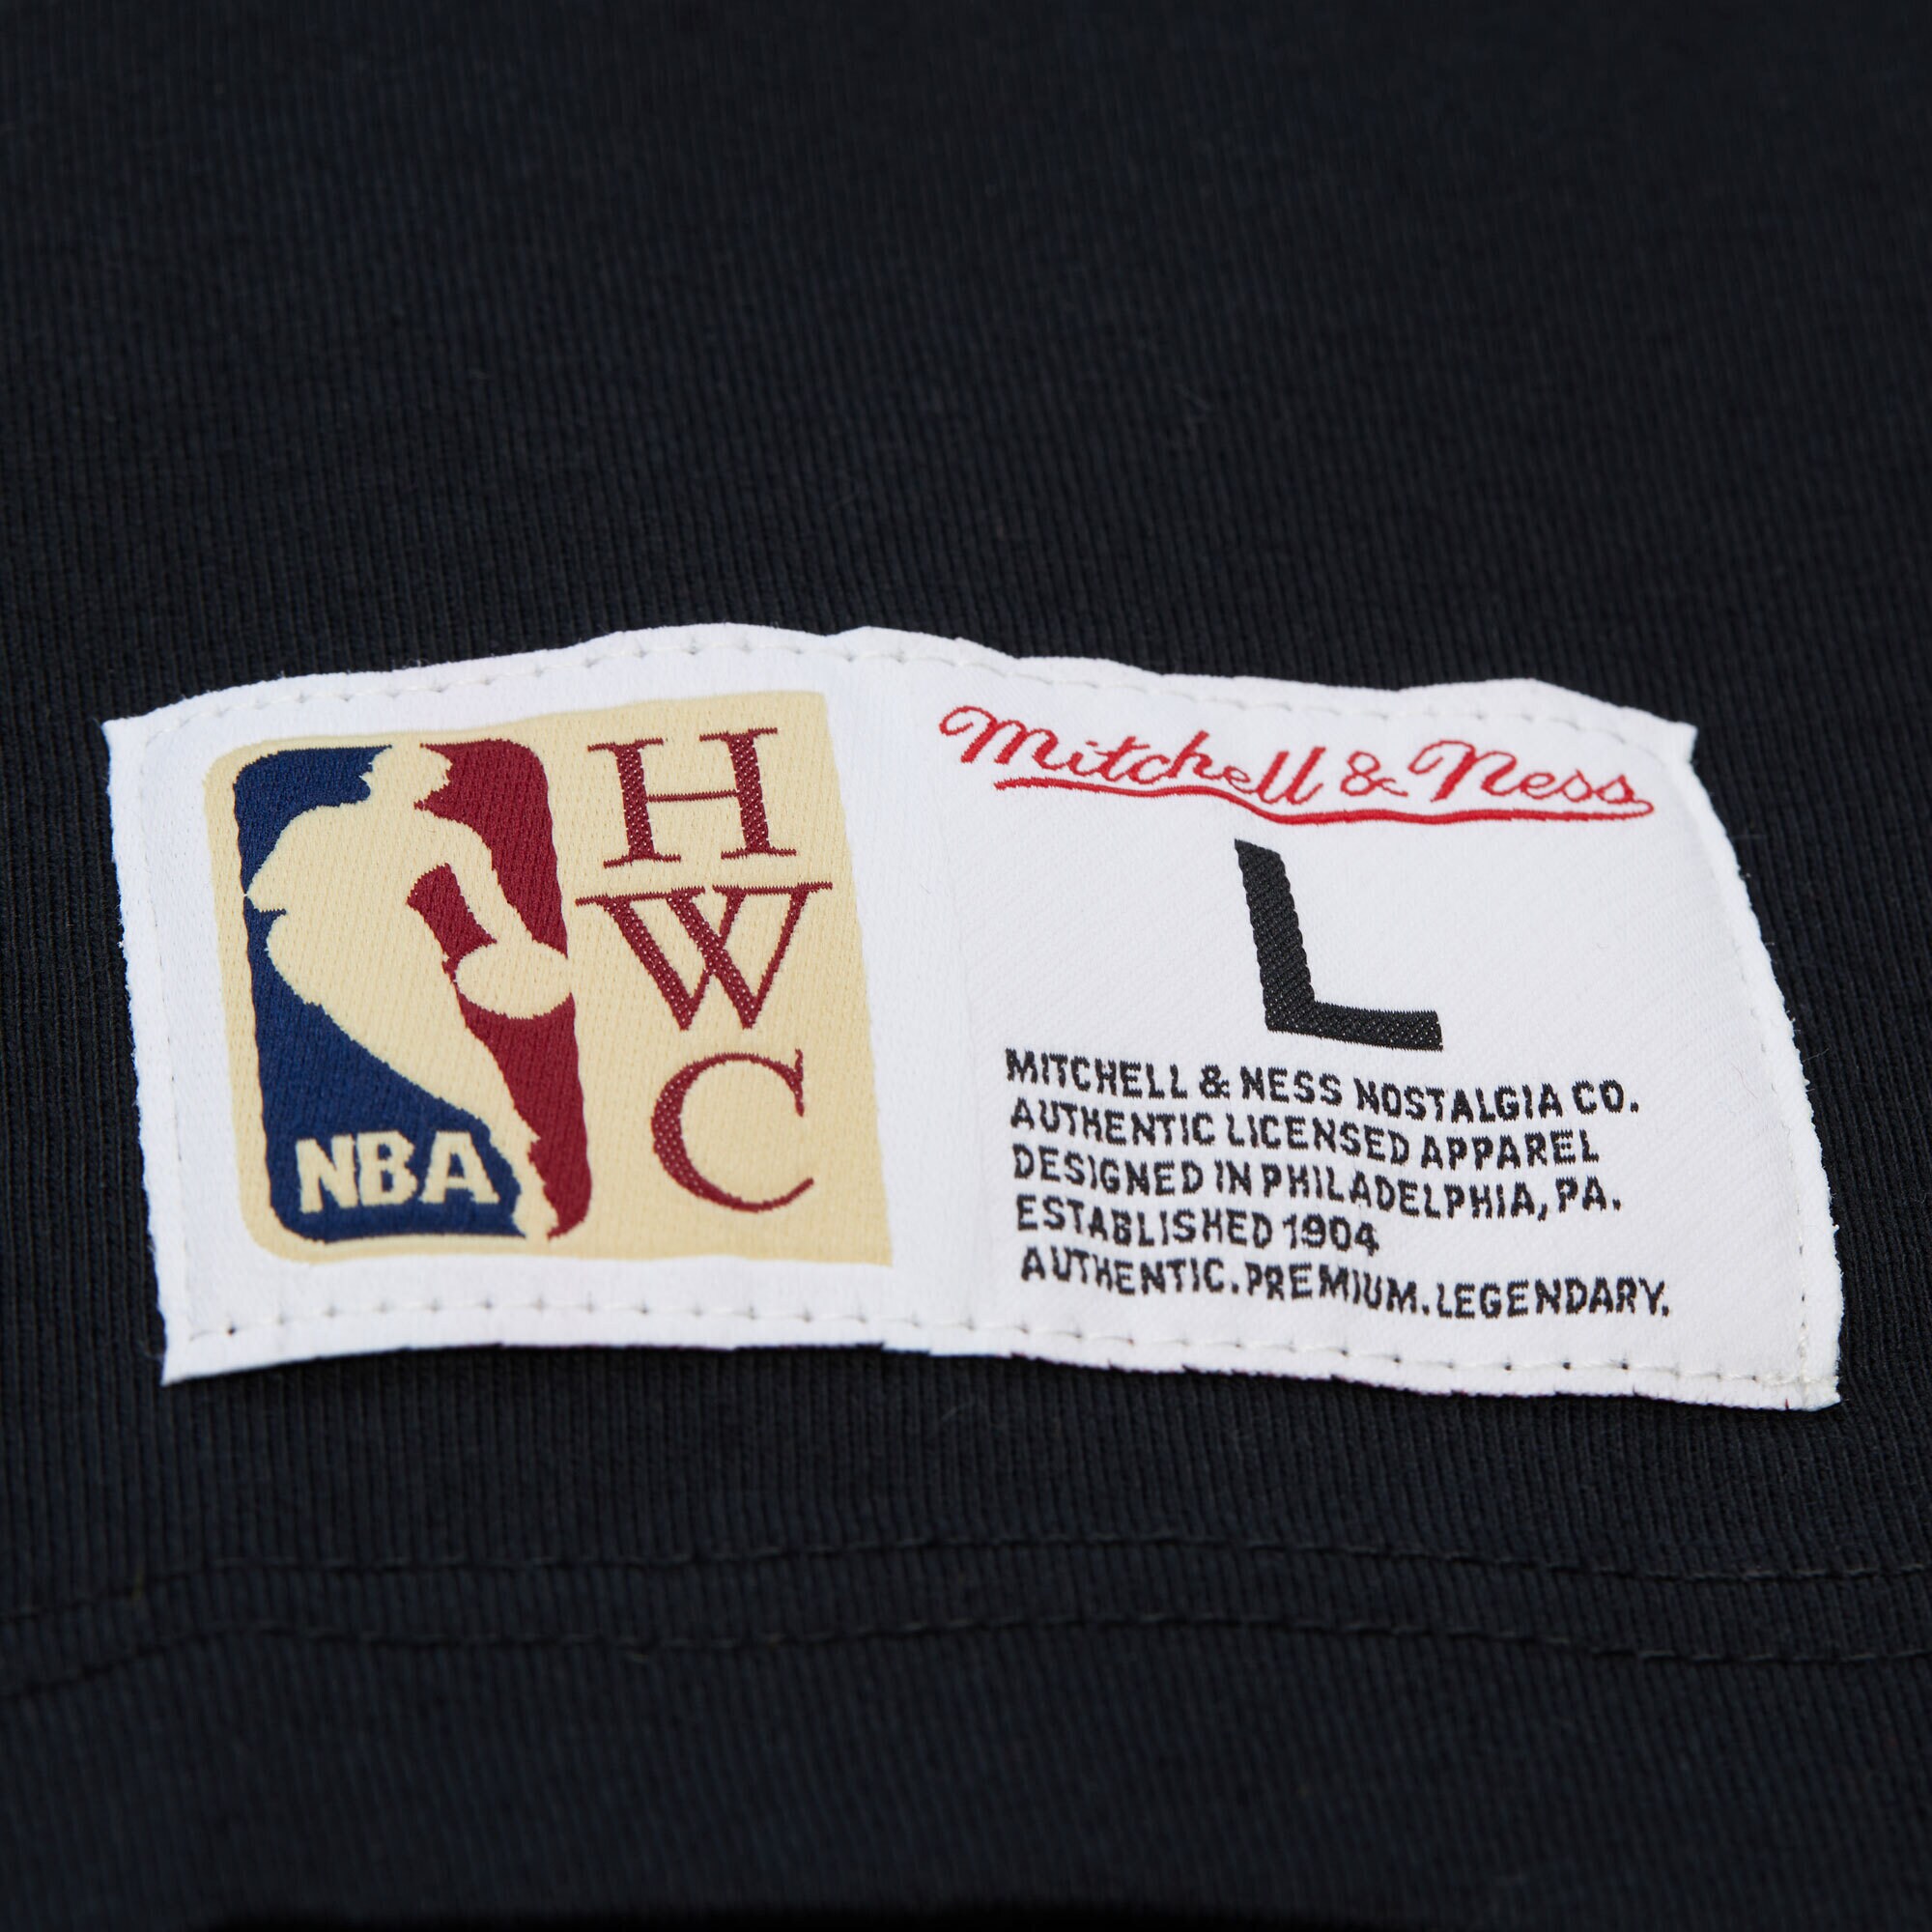 NBA
H
W
C
Mitchell & Ness
L
MITCHELL & NESS NOSTALGIA CO.
AUTHENTIC LICENSED APPAREL
DESIGNED IN PHILADELPHIA, PA.
ESTABLISHED 1904
AUTHENTIC. PREMIUM. LEGENDARY.